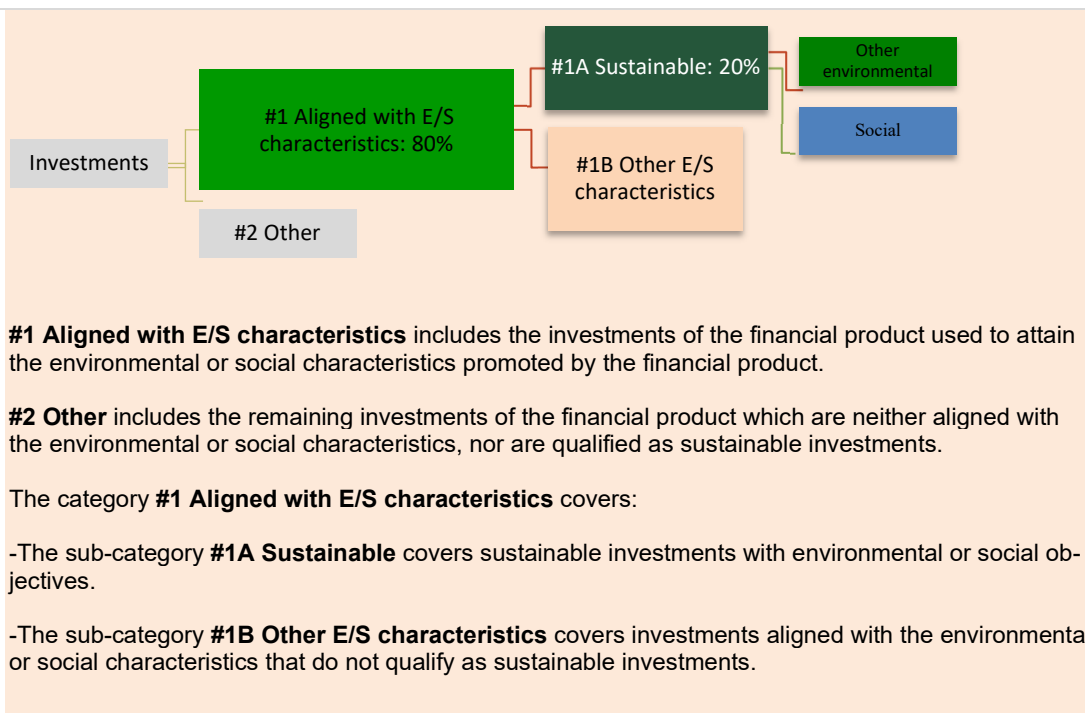 Investments
#1 Aligned with E/S
characteristics: 80%
#2 Other
#1A Sustainable: 20%
#1B Other E/S
characteristics
Other
environmental
Social
#1 Aligned with E/S characteristics includes the investments of the financial product used to attain
the environmental or social characteristics promoted by the financial product.
#2 Other includes the remaining investments of the financial product which are neither aligned with
the environmental or social characteristics, nor are qualified as sustainable investments.
The category #1 Aligned with E/S characteristics covers:
-The sub-category #1A Sustainable covers sustainable investments with environmental or social ob-
jectives.
-The sub-category #1B Other E/S characteristics covers investments aligned with the environmenta
or social characteristics that do not qualify as sustainable investments.